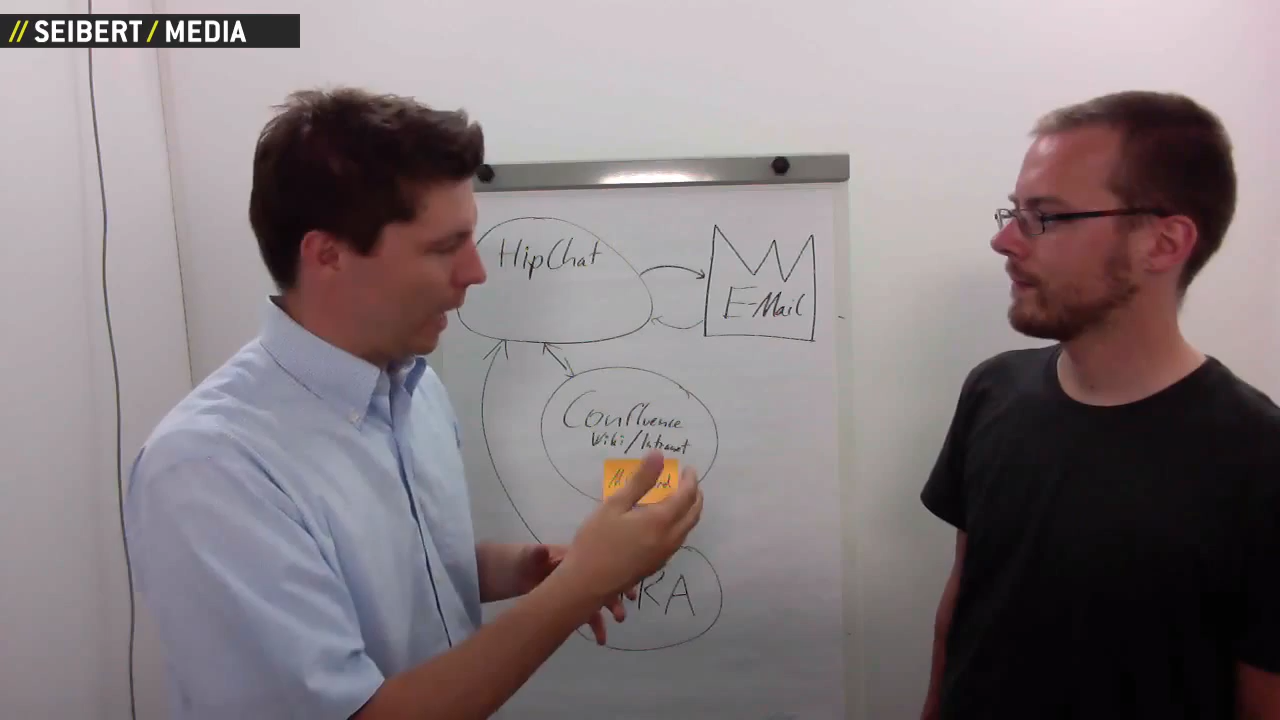 // SEIBERT / MEDIA
HipChat
E-Mail
Confluence
Wiki/Intranet